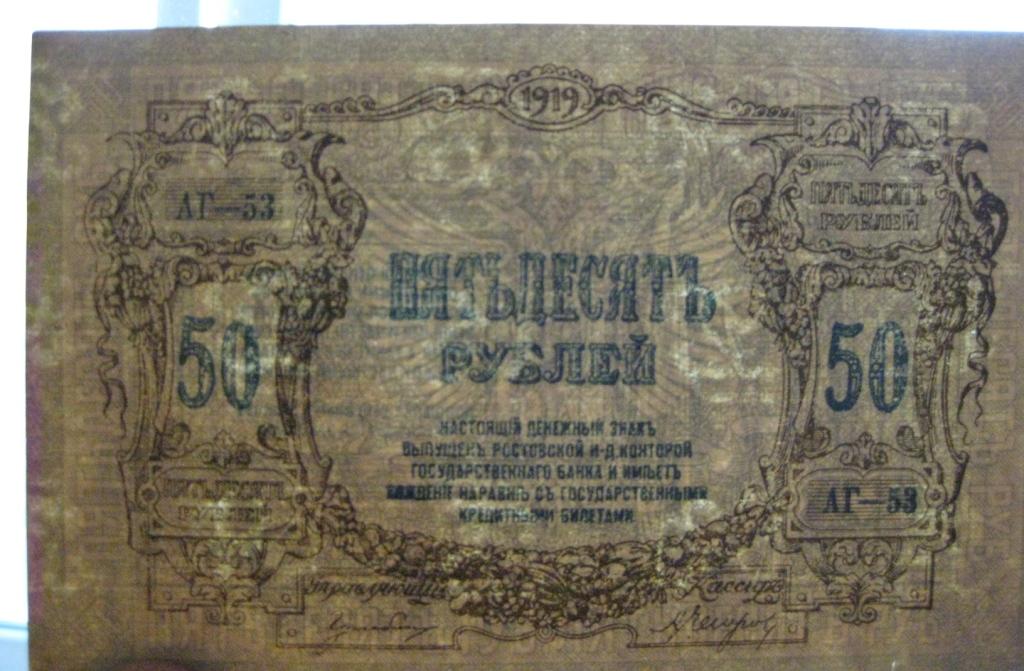 1919
АГ—53
ПЯТЬДЕСЯТЪ
РУБЛЕЙ
ПЯТЬДЕСЯТЪ
РУБЛЕЙ
50
50
НАСТОЯЩІЙ ДЕНЕЖНЫЙ ЗНАКЪ
ВЫПУЩЕНЪ РОСТОВСКОЙ Н-Д. КОНТОРОЙ
ГОСУДАРСТВЕННАГО БАНКА И ИМѢЕТЪ
ХОЖДЕНІЕ НАРАВНѢ СЪ ГОСУДАРСТВЕННЫМИ
КРЕДИТНЫМИ БИЛЕТАМИ.
ПЯТЬДЕСЯТЪ
РУБЛЕЙ
АГ—53
Управляющій
Кассиръ